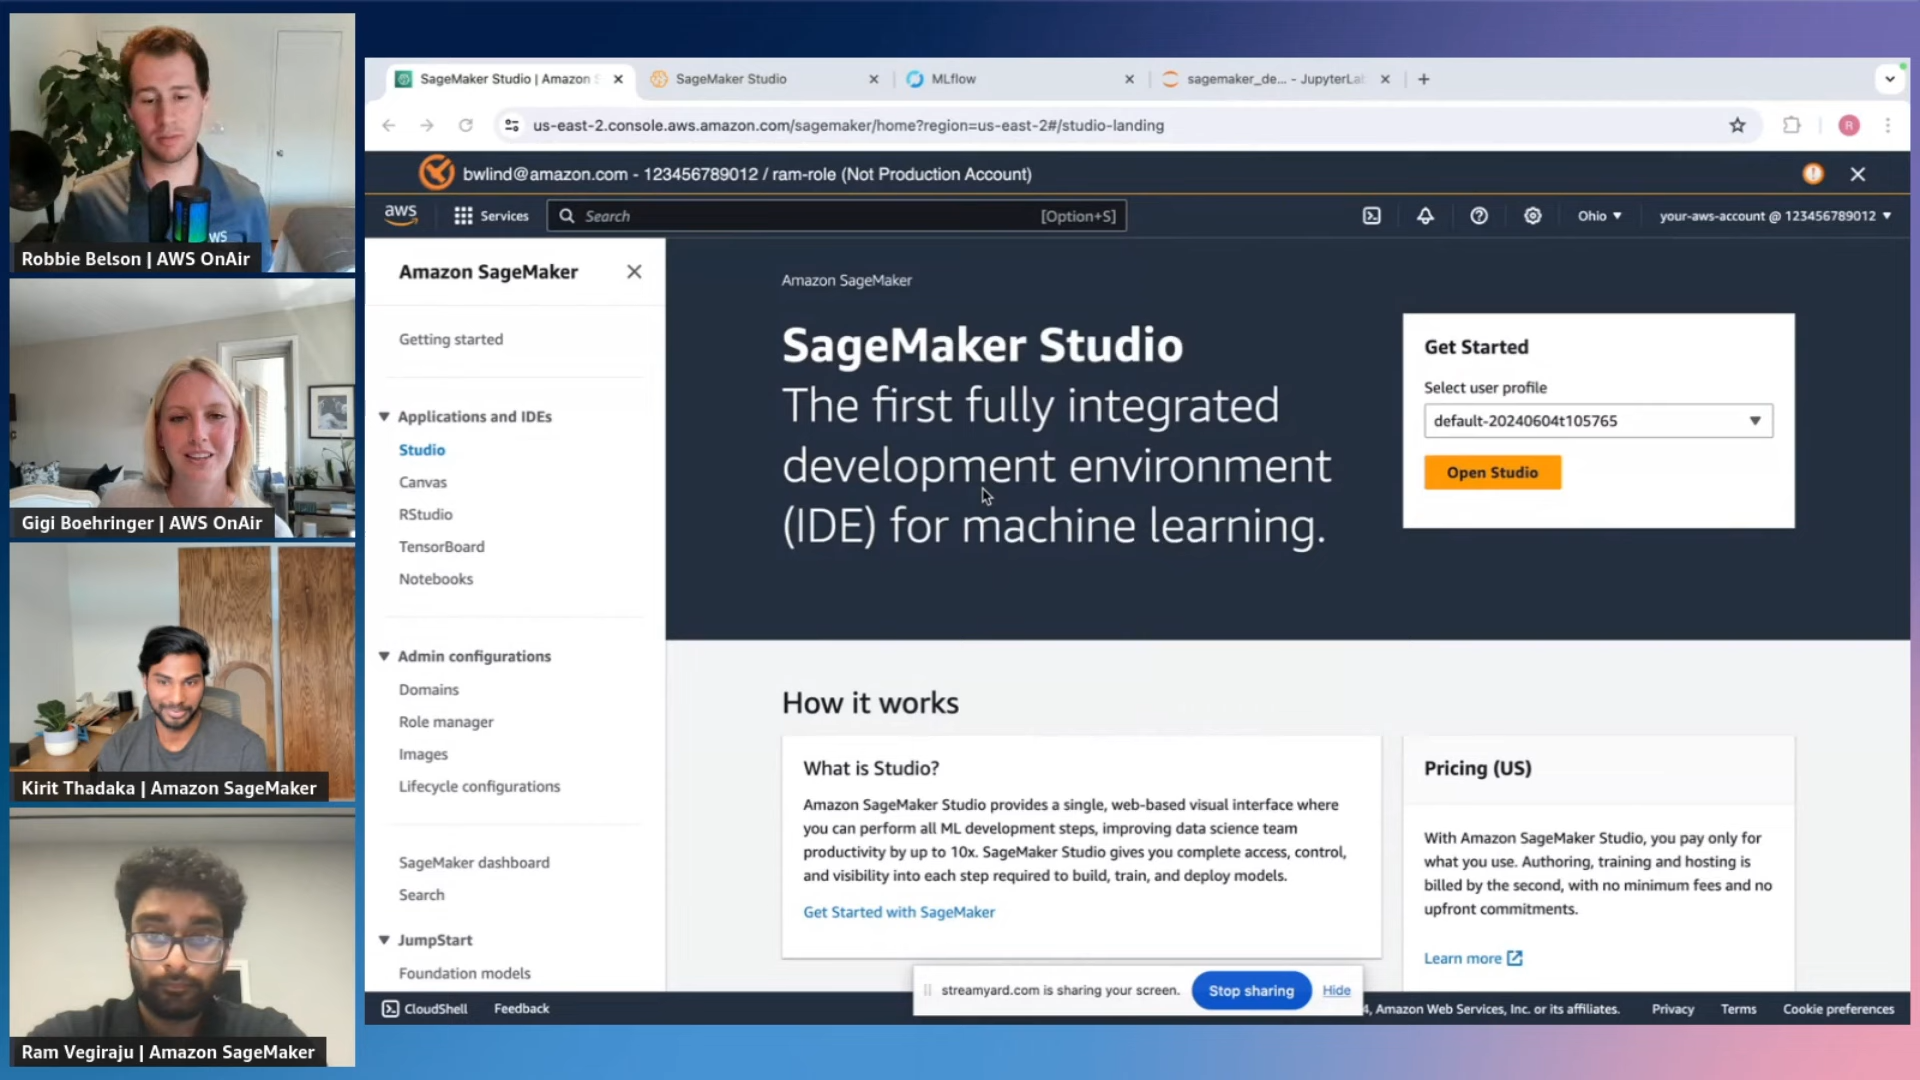 Robbie Belson | AWS OnAir
Gigi Boehringer | AWS OnAir
Kirit Thadaka | Amazon SageMaker
Ram Vegiraju | Amazon SageMaker
SageMaker Studio | Amazon S
SageMaker Studio
MLflow
sagemaker_de... - JupyterLab
us-east-2.console.aws.amazon.com/sagemaker/home?region=us-east-2#/studio-landing
R
bwlind@amazon.com - 123456789012 / ram-role (Not Production Account)
aws
Services
Search
[Option+S]
Ohio
your-aws-account @ 123456789012
Amazon SageMaker
Getting started
Applications and IDEs
Studio
Canvas
RStudio
TensorBoard
Notebooks
Admin configurations
Domains
Role manager
Images
Lifecycle configurations
SageMaker dashboard
Search
JumpStart
Foundation models
Amazon SageMaker
SageMaker Studio
The first fully integrated
development environment
(IDE) for machine learning.
Get Started
Select user profile
default-20240604t105765
Open Studio
How it works
What is Studio?
Amazon SageMaker Studio provides a single, web-based visual interface where
you can perform all ML development steps, improving data science team
productivity by up to 10x. SageMaker Studio gives you complete access, control,
and visibility into each step required to build, train, and deploy models.
Get Started with SageMaker
Pricing (US)
With Amazon SageMaker Studio, you pay only for
what you use. Authoring, training and hosting is
billed by the second, with no minimum fees and no
upfront commitments.
Learn more
streamyard.com is sharing your screen.
Stop sharing
Hide
CloudShell
Feedback
4, Amazon Web Services, Inc. or its affiliates.
Privacy
Terms
Cookie preferences